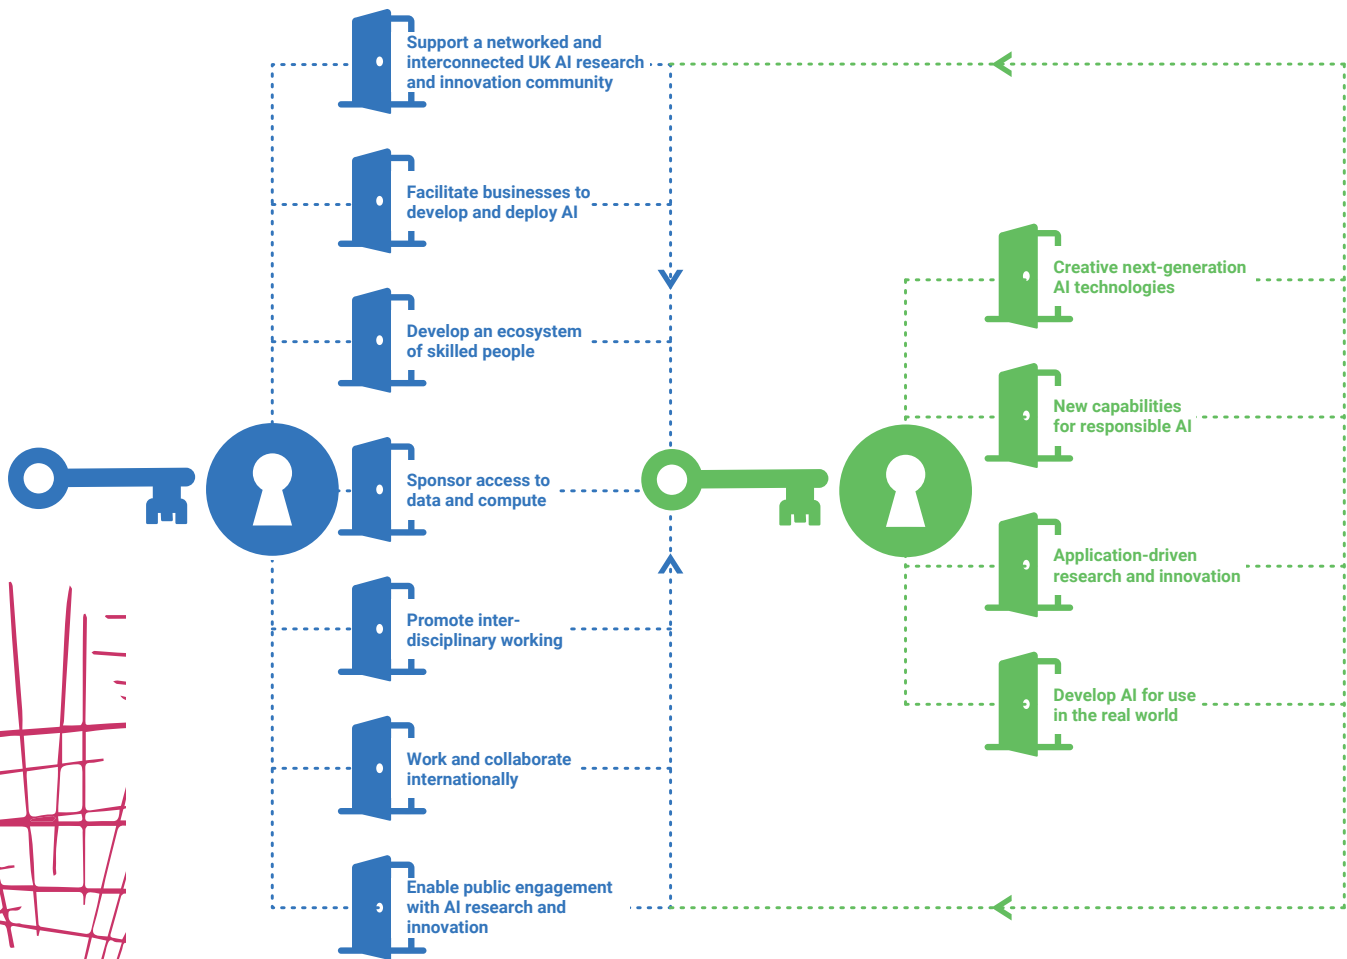 Support a networked and
interconnected UK AI research
and innovation community
Facilitate businesses to
develop and deploy AI
Develop an ecosystem
of skilled people
Sponsor access to
data and compute
Promote inter-
disciplinary working
Work and collaborate
internationally
Enable public engagement
with AI research and
innovation
Creative next-generation
AI technologies
New capabilities
for responsible AI
Application-driven
research and innovation
Develop AI for use
in the real world